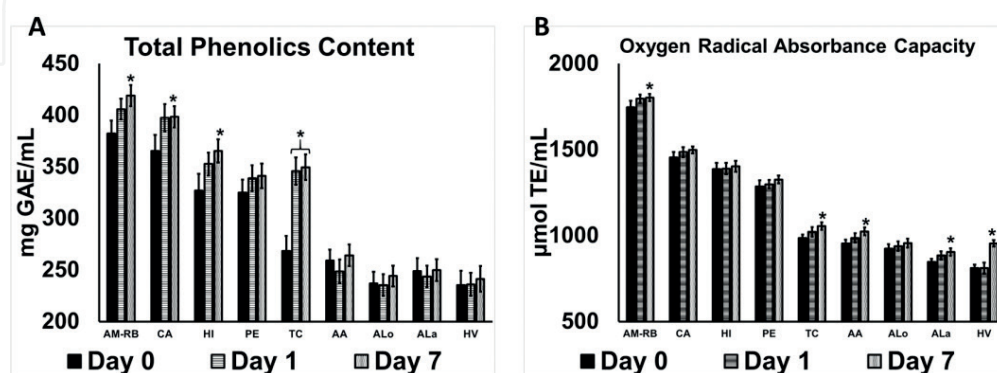 A
Total Phenolics Content
mg GAE/mL
450
400
350
300
250
200
* * * *
AM-RB CA HI PE TC AA ALo ALa HV
Day 0 Day 1 Day 7
B
Oxygen Radical Absorbance Capacity
µmol TE/mL
2000
1500
1000
500
* * * * *
AM-RB CA HI PE TC AA ALo ALa HV
Day 0 Day 1 Day 7